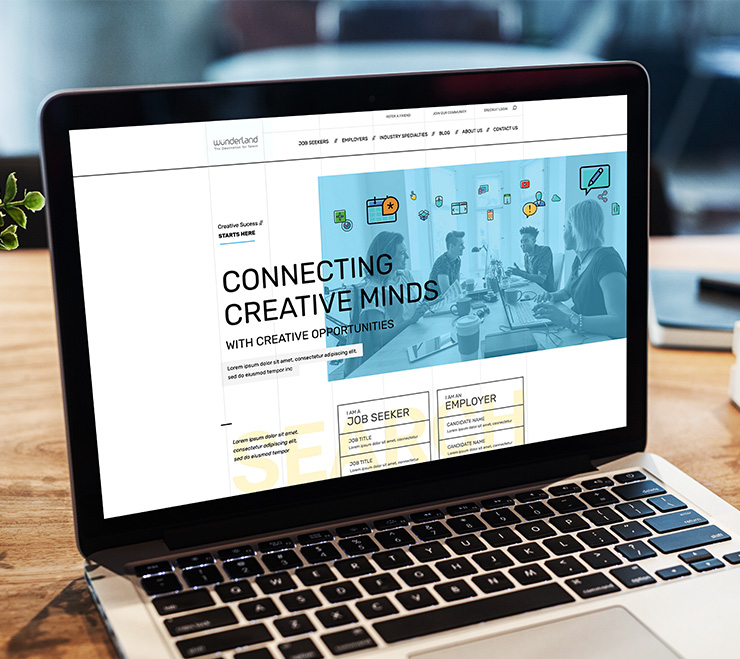 REFER A FRIEND JOIN OUR COMMUNITY RECRUIT LOGIN
wunderland
The Destination for Talent
JOB SEEKERS // EMPLOYERS // INDUSTRY SPECIALTIES // BLOG // ABOUT US // CONTACT US
Creative Sucess //
STARTS HERE
CONNECTING
CREATIVE MINDS
WITH CREATIVE OPPORTUNITIES
Lorem ipsum dolor sit amet, consectetur adipiscing elit,
sed do eiusmod tempor inc
SEARCH
Lorem ipsum dolor sit amet,
consectetur adipiscing elit,
sed do eiusmod tempor
I AM A
JOB SEEKER
JOB TITLE
Lorem ipsum dolor sit amet, consectetur
JOB TITLE
Lorem ipsum dolor sit amet, consectetur
I AM AN
EMPLOYER
CANDIDATE NAME
Lorem ipsum dolor sit amet, consectetur
CANDIDATE NAME
Lorem ipsum dolor sit amet, consectetur